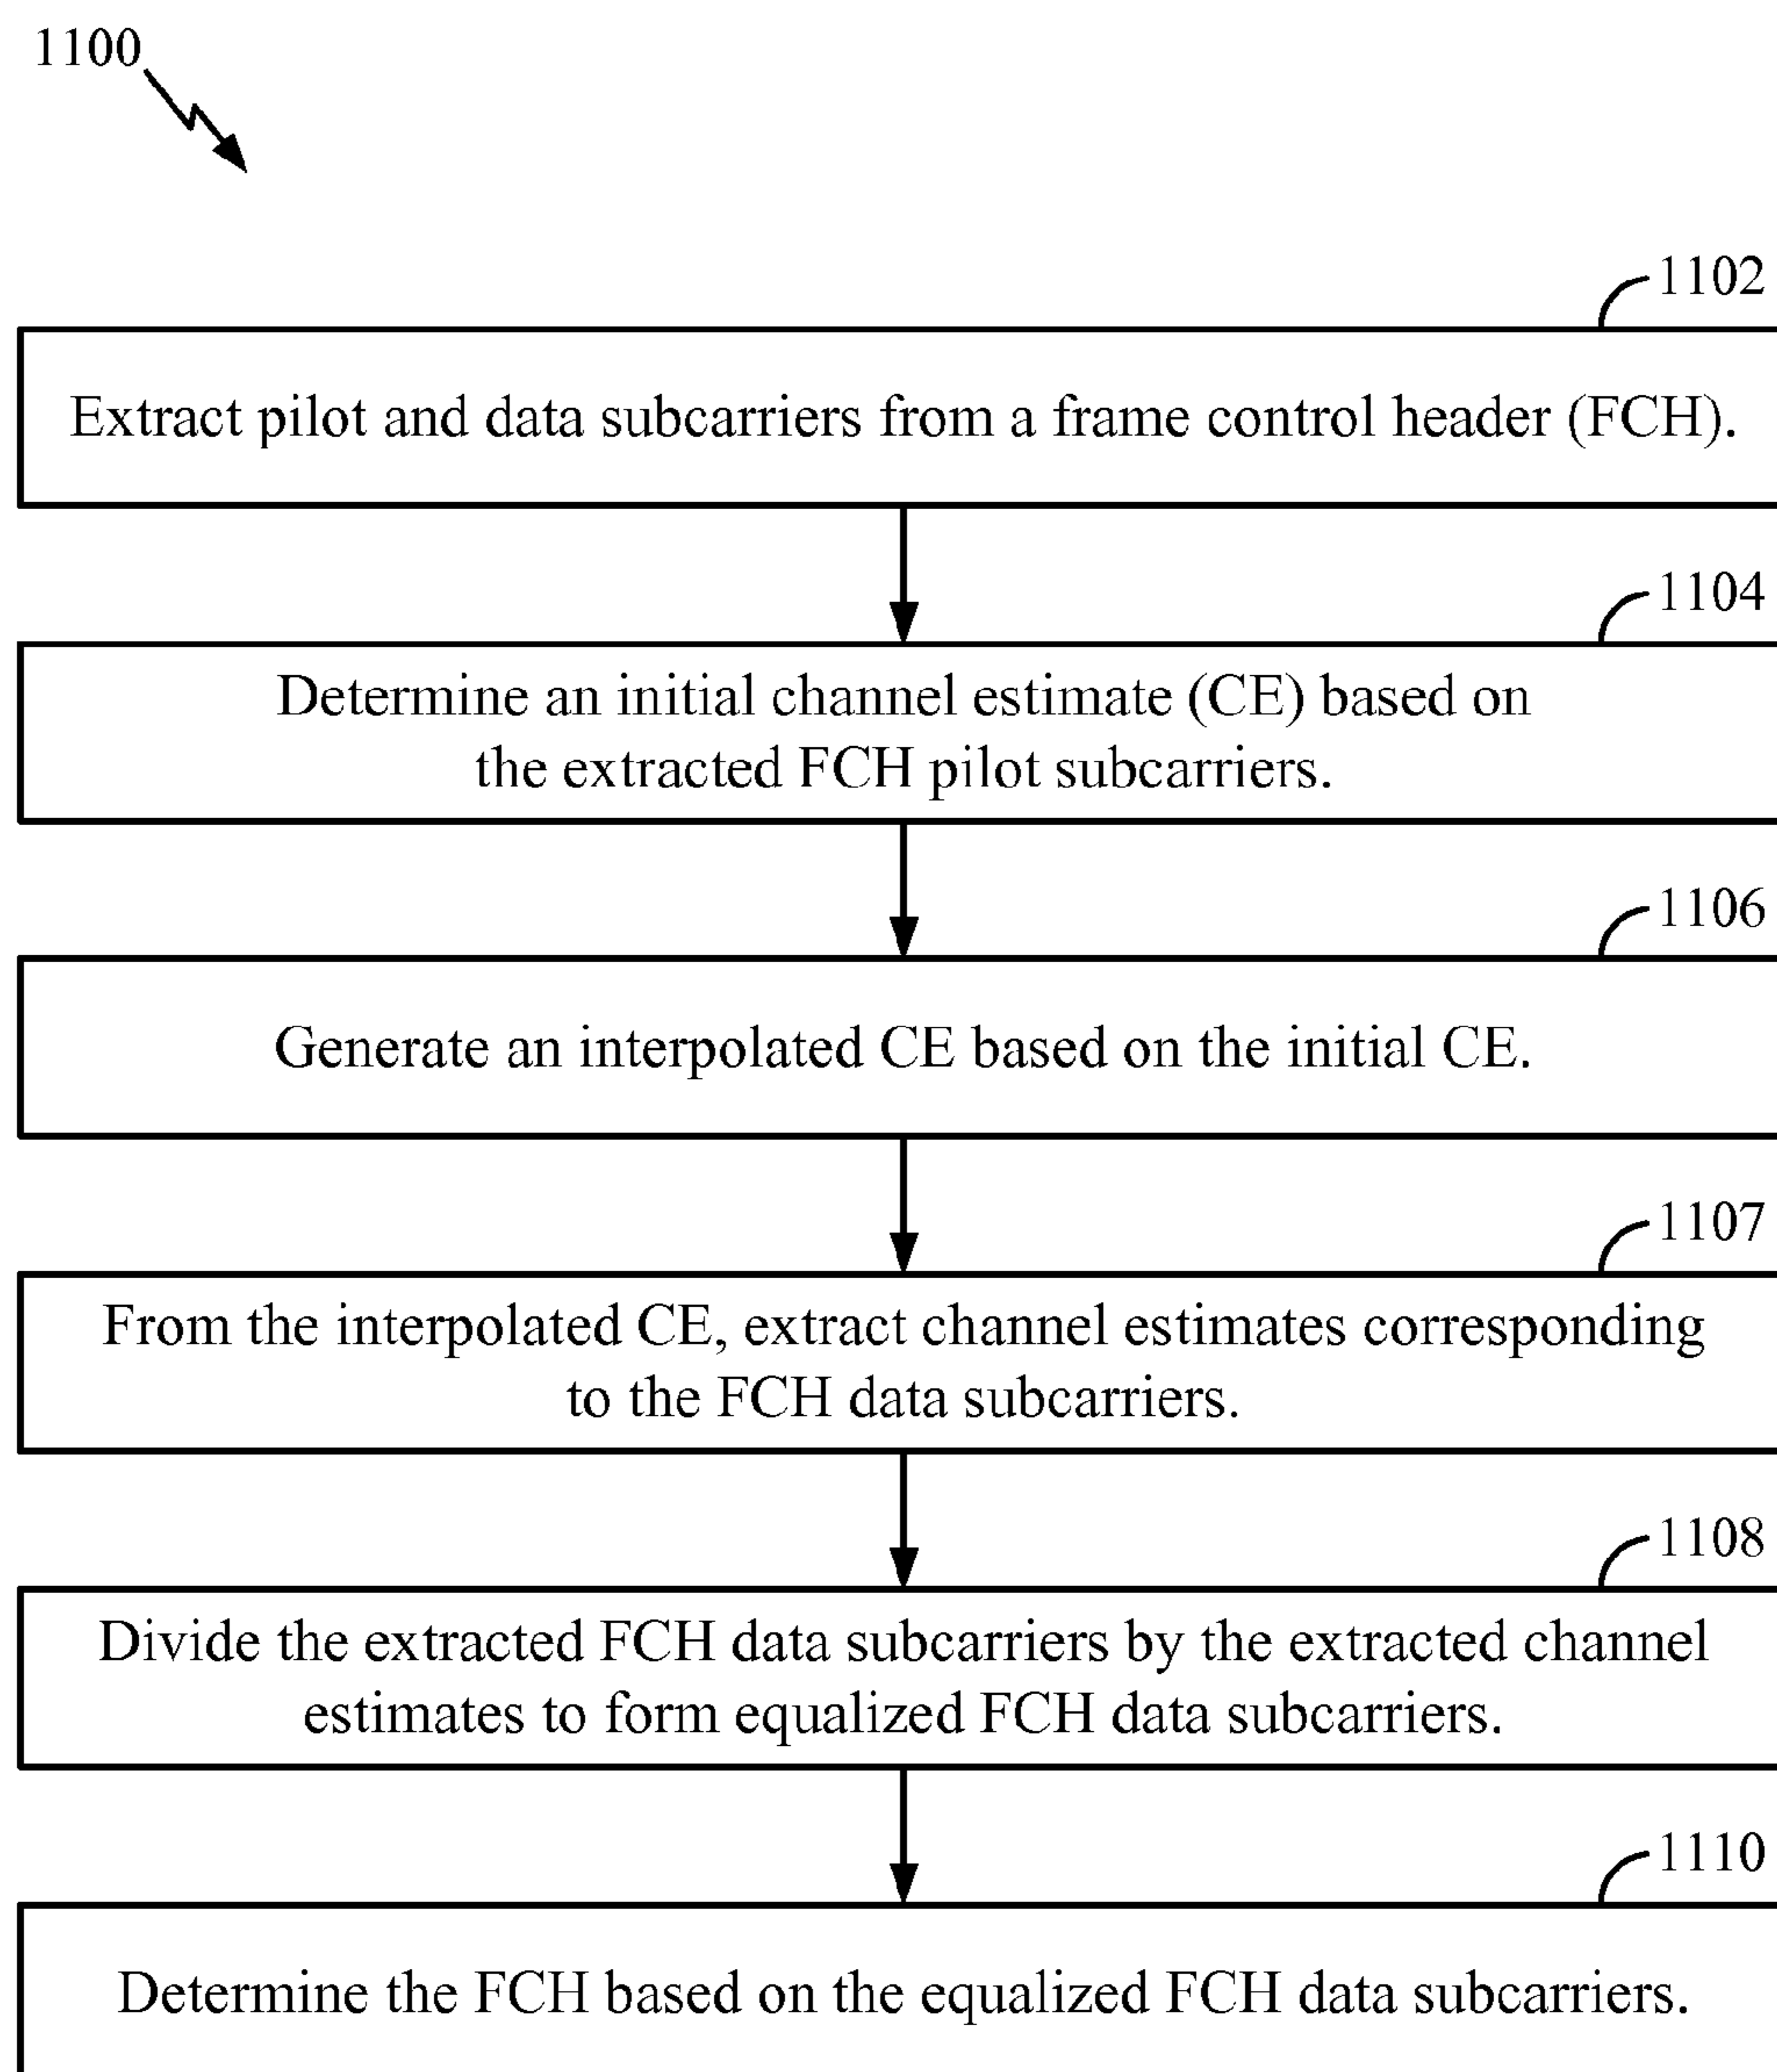 1100
1102
Extract pilot and data subcarriers from a frame control header (FCH).
1104
Determine an initial channel estimate (CE) based on
the extracted FCH pilot subcarriers.
1106
Generate an interpolated CE based on the initial CE.
1107
From the interpolated CE, extract channel estimates corresponding
to the FCH data subcarriers.
1108
Divide the extracted FCH data subcarriers by the extracted channel
estimates to form equalized FCH data subcarriers.
1110
Determine the FCH based on the equalized FCH data subcarriers.